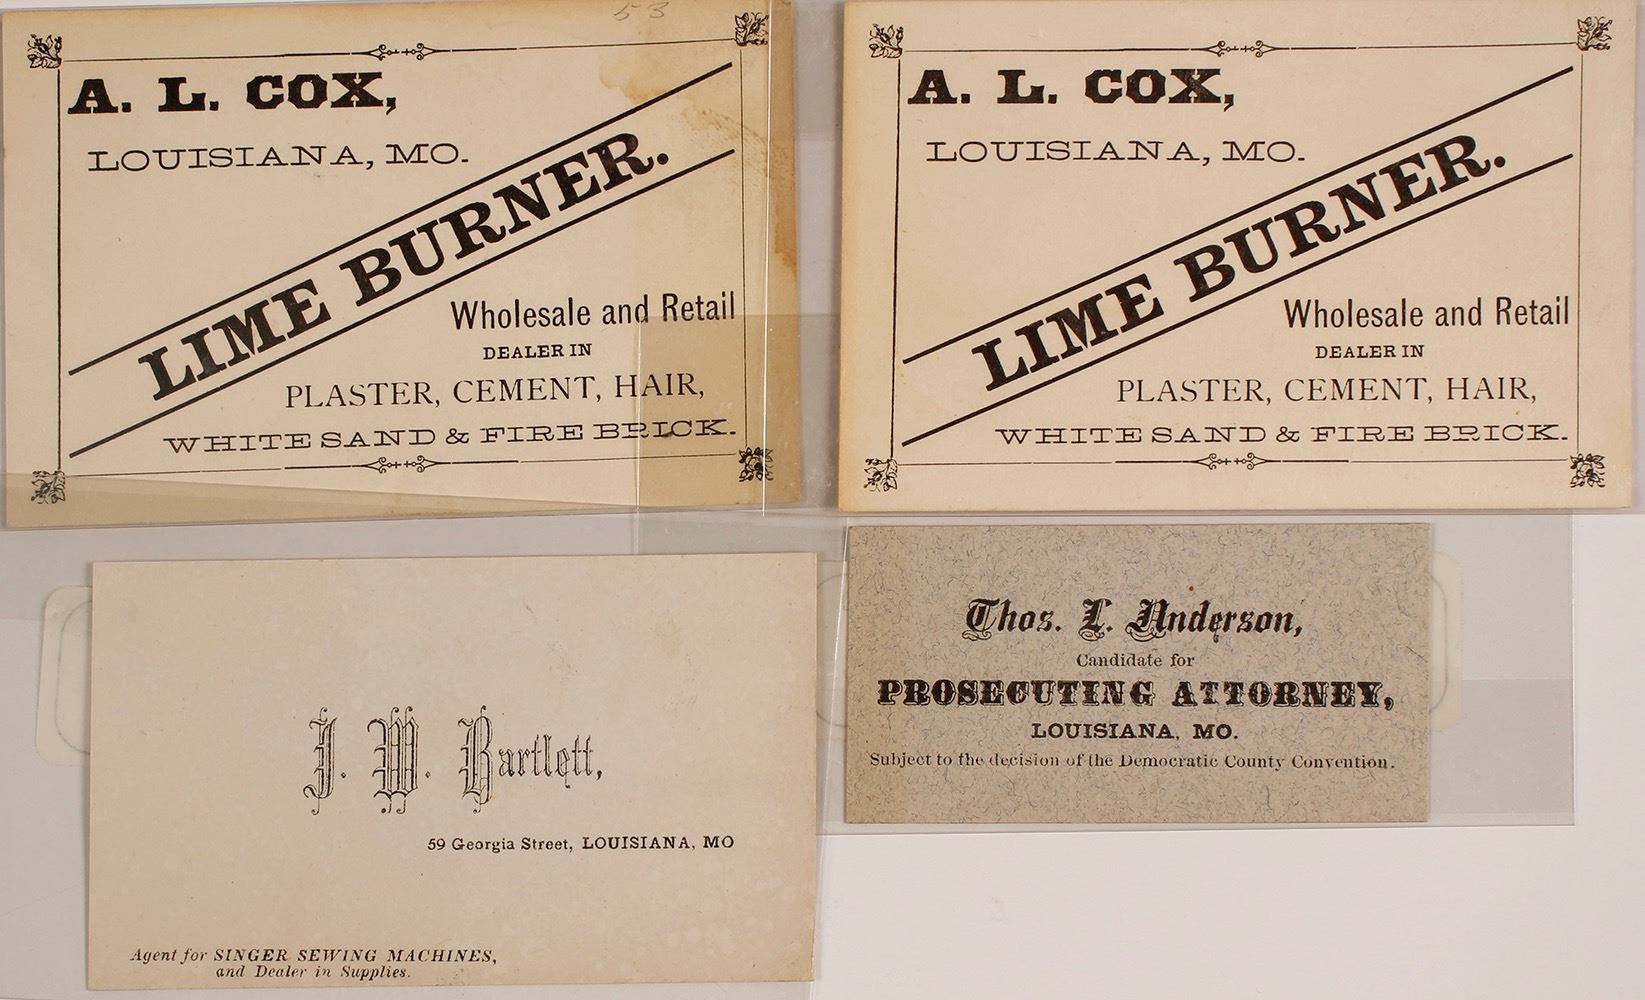 53
A. L. COX,
LOUISIANA, MO.
LIME BURNER.
Wholesale and Retail
DEALER IN
PLASTER, CEMENT, HAIR,
WHITE SAND & FIRE BRICK.
A. L. COX,
LOUISIANA, MO.
LIME BURNER.
Wholesale and Retail
DEALER IN
PLASTER, CEMENT, HAIR,
WHITE SAND & FIRE BRICK.
J. W. Bartlett,
59 Georgia Street, LOUISIANA, MO
Agent for SINGER SEWING MACHINES,
and Dealer in Supplies.
Thos. L. Anderson,
Candidate for
PROSECUTING ATTORNEY,
LOUISIANA, MO.
Subject to the decision of the Democratic County Convention.